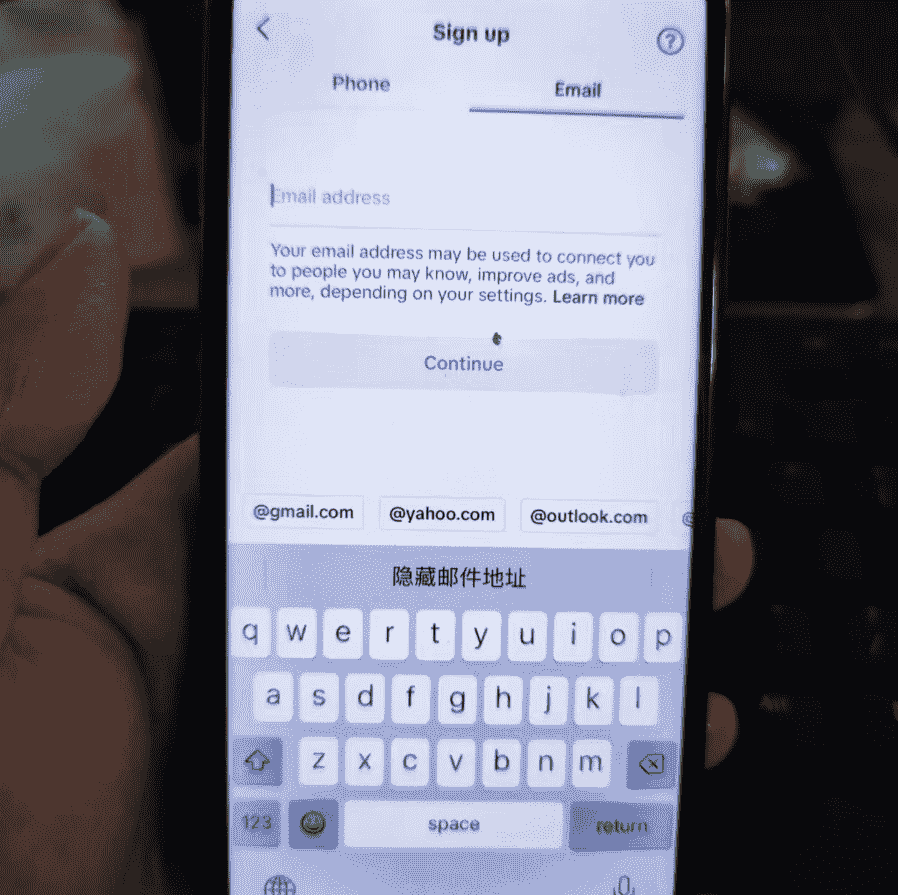 Sign up
?
Phone
Email
Email address
Your email address may be used to connect you
to people you may know, improve ads, and
more, depending on your settings. Learn more
Continue
@gmail.com @yahoo.com @outlook.com @
隐藏邮件地址
q w e r t y u i o p
a s d f g h j k l
z x c v b n m
123 space return
Alt